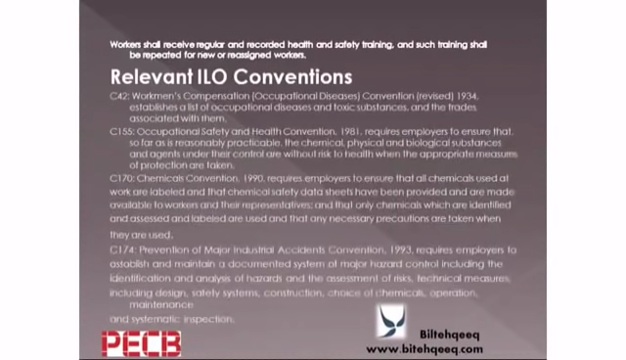 Workers shall receive regular and recorded health and safety training, and such training shall
be repeated for new or reassigned workers.
Relevant ILO Conventions
C42: Workmen's Compensation (Occupational Diseases) Convention (revised) 1934,
establishes a list of occupational diseases and toxic substances, and the trades
associated with them.
C155: Occupational Safety and Health Convention, 1981, requires employers to ensure that,
so far as is reasonably practicable, the chemical, physical and biological substances
and agents under their control are without risk to health when the appropriate measures
of protection are taken.
C170: Chemicals Convention, 1990, requires employers to ensure that all chemicals used at
work are labeled and that chemical safety data sheets have been provided and are made
available to workers and their representatives; and that only chemicals which are identified
and assessed and labeled are used and that any necessary precautions are taken when
they are used.
C174: Prevention of Major Industrial Accidents Convention, 1993, requires employers to
establish and maintain a documented system of major hazard control including the
identification and analysis of hazards and the assessment of risks, technical measures,
including design, safety systems, construction, choice of chemicals, operation,
maintenance
and systematic inspection.
PECB
Biltehqeeq
www.bitehqeeq.com